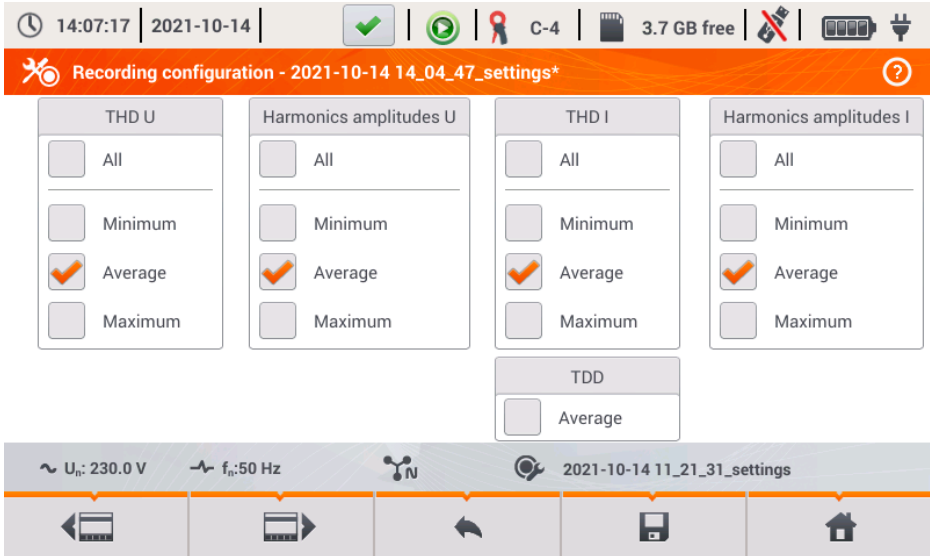 14:07:17 2021-10-14 C-4 3.7 GB free
Recording configuration - 2021-10-14 14_04_47_settings* ?
THD U Harmonics amplitudes U THD I Harmonics amplitudes I
All All All All
Minimum Minimum Minimum Minimum
Average Average Average Average
Maximum Maximum Maximum Maximum
TDD
Average
Un: 230.0 V fn:50 Hz N 2021-10-14 11_21_31_settings